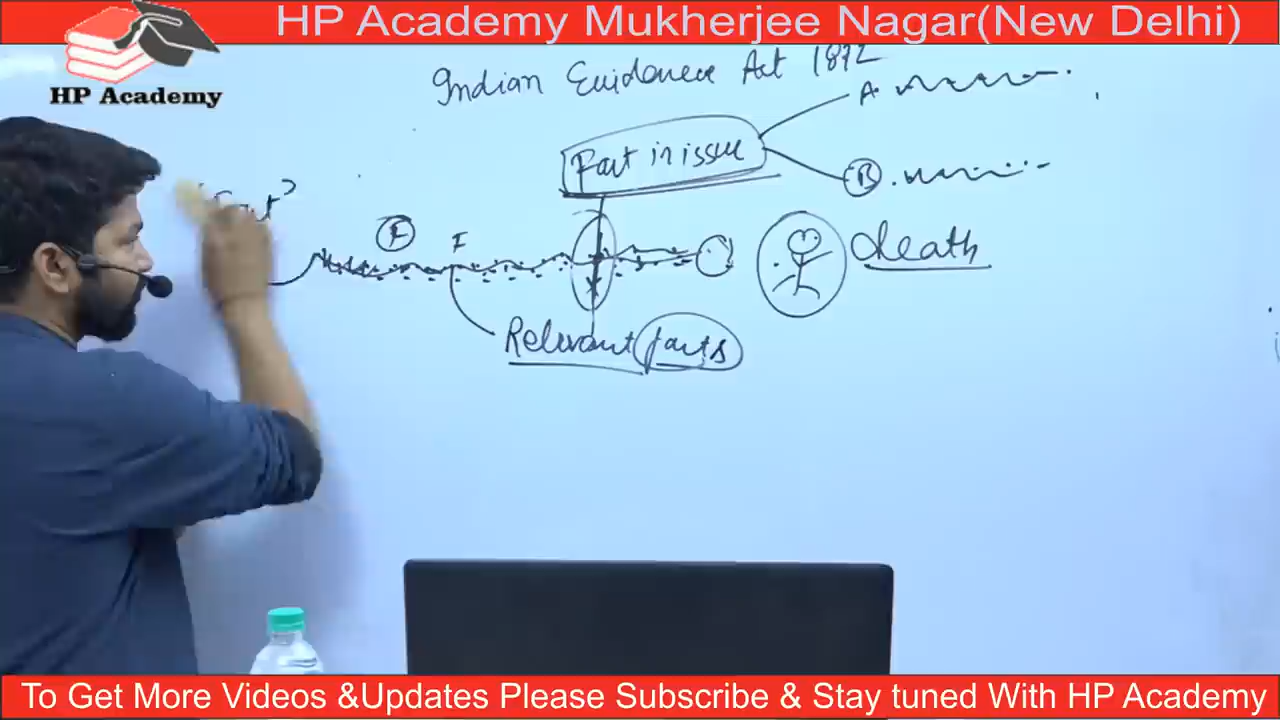 HP Academy Mukherjee Nagar(New Delhi)
HP Academy
Indian Evidence Act 1872
A
Fact in issue
B
F
F
death
Relevant facts
To Get More Videos &Updates Please Subscribe & Stay tuned With HP Academy